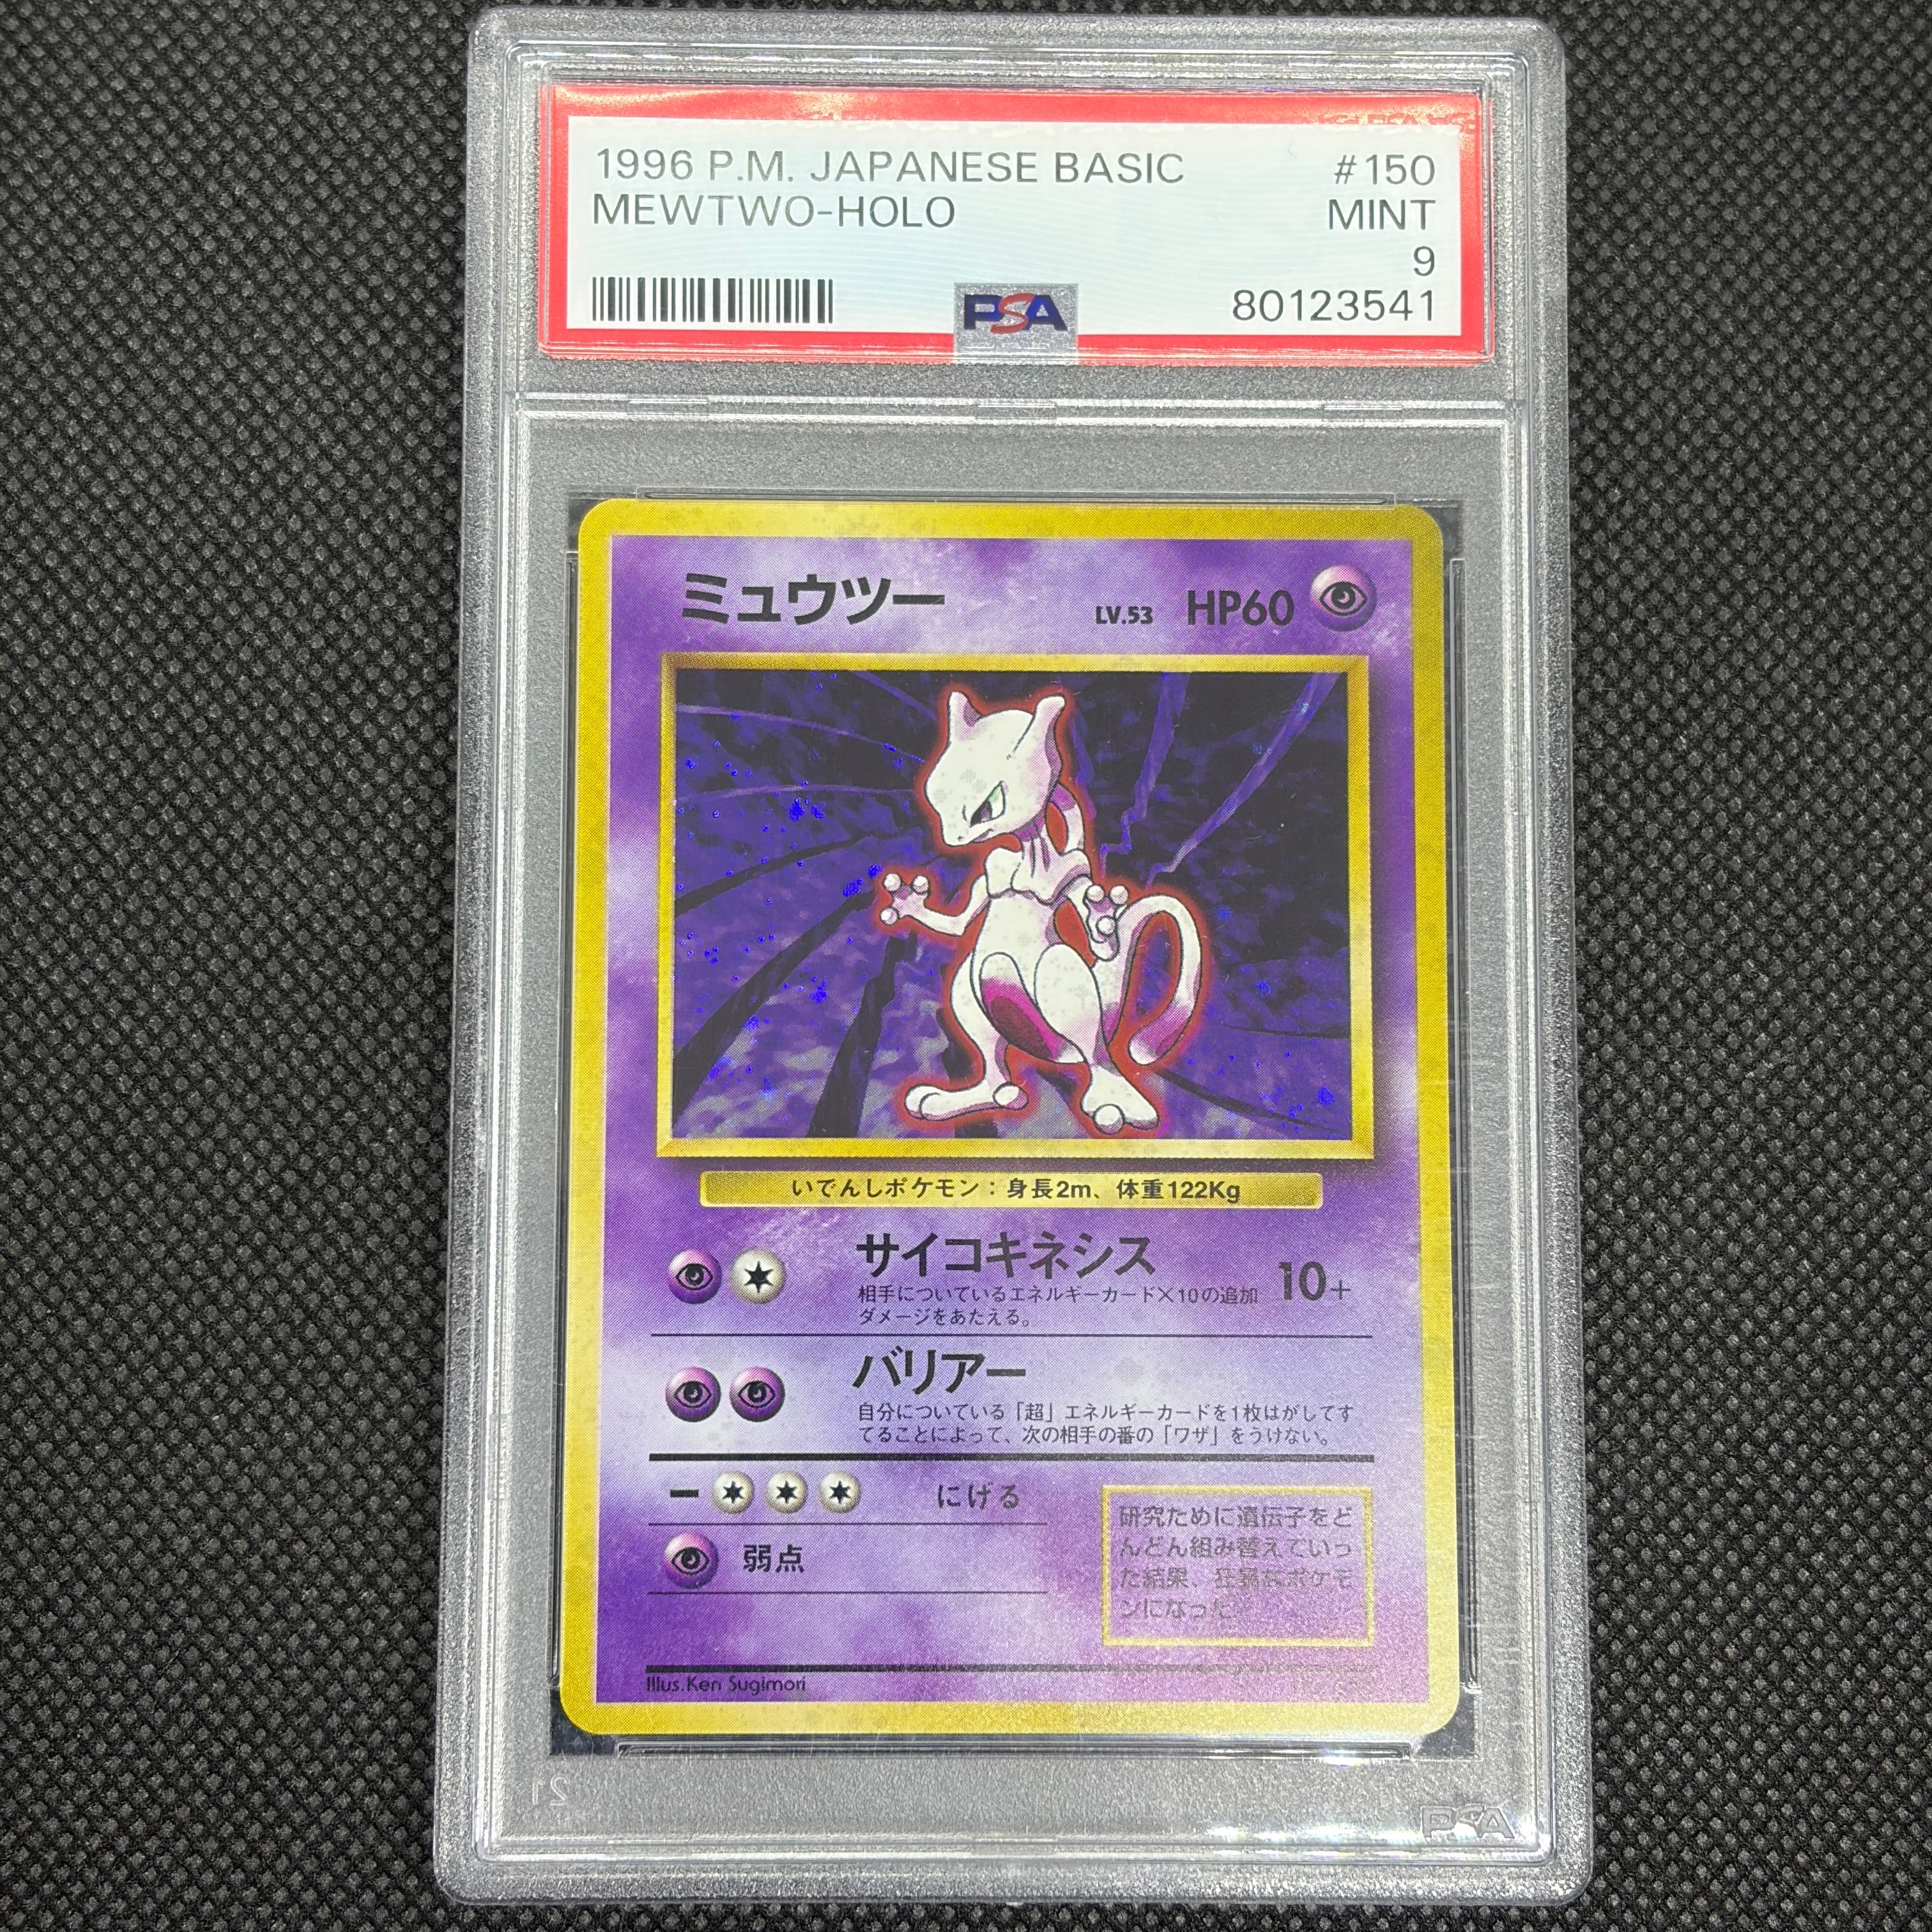 1996 P.M. JAPANESE BASIC #150
MEWTWO-HOLO MINT
9
PSA 80123541
ミュウツー LV.53 HP60
いでんしポケモン：身長2m、体重122Kg
サイコキネシス 10+
相手についているエネルギーカード×10の追加
ダメージをあたえる。
バリアー
自分についている「超」エネルギーカードを1枚はがしてす
てることによって、次の相手の番の「ワザ」をうけない。
ー にげる
弱点
研究ために遺伝子をど
んどん組み替えていっ
た結果、狂暴なポケモ
ンになった。
Illus.Ken Sugimori
21
PSA